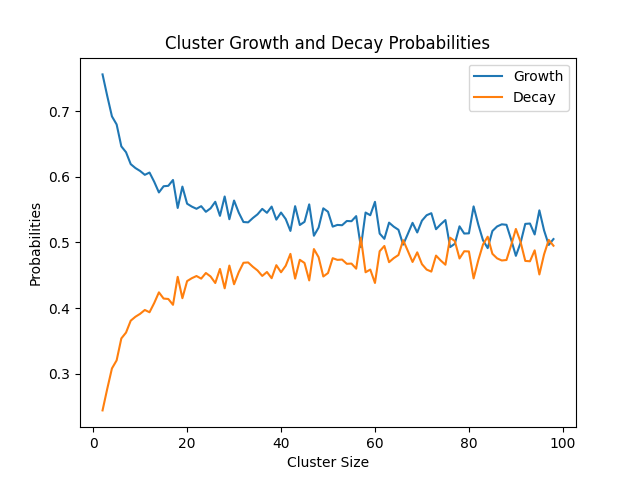 Cluster Growth and Decay Probabilities
Growth
Decay
0.7
0.6
0.5
0.4
0.3
Probabilities
0
20
40
60
80
100
Cluster Size